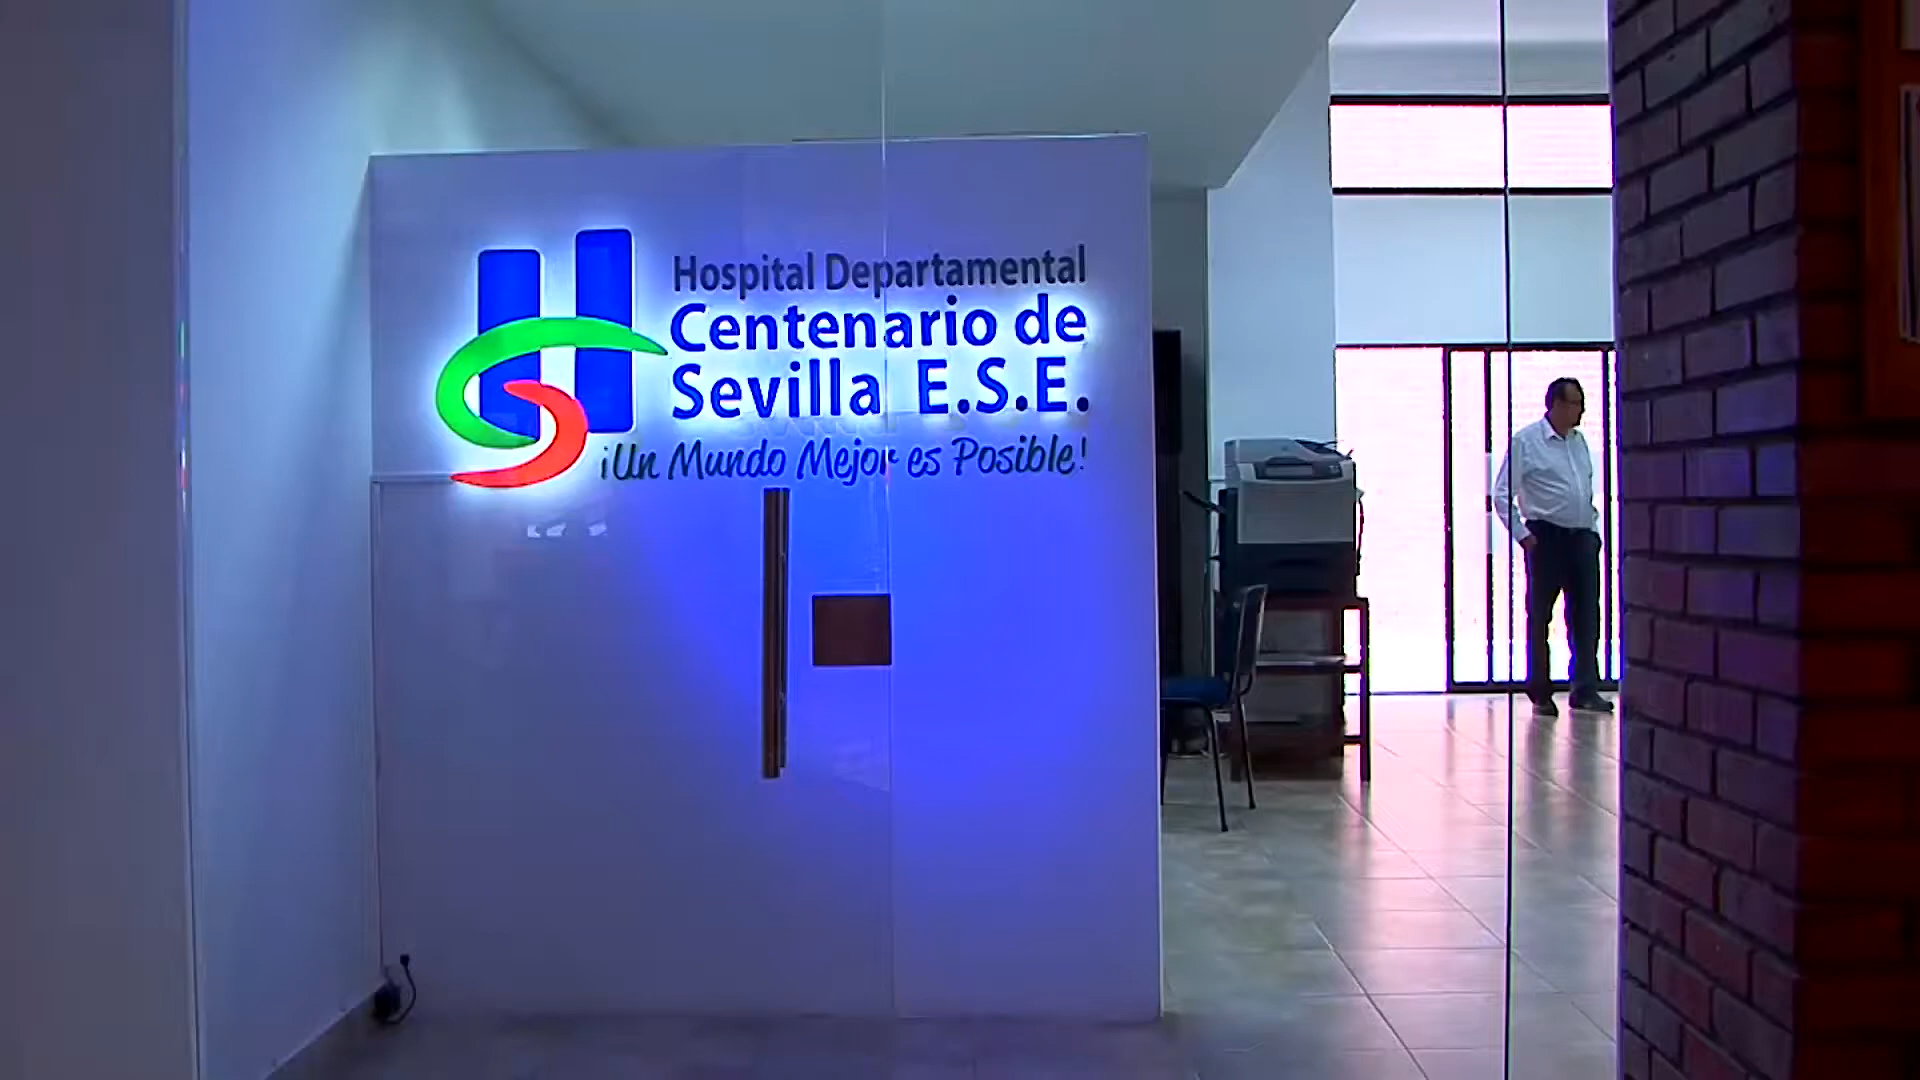 Hospital Departamental
Centenario de
Sevilla E.S.E.
¡Un Mundo Mejor es Posible!